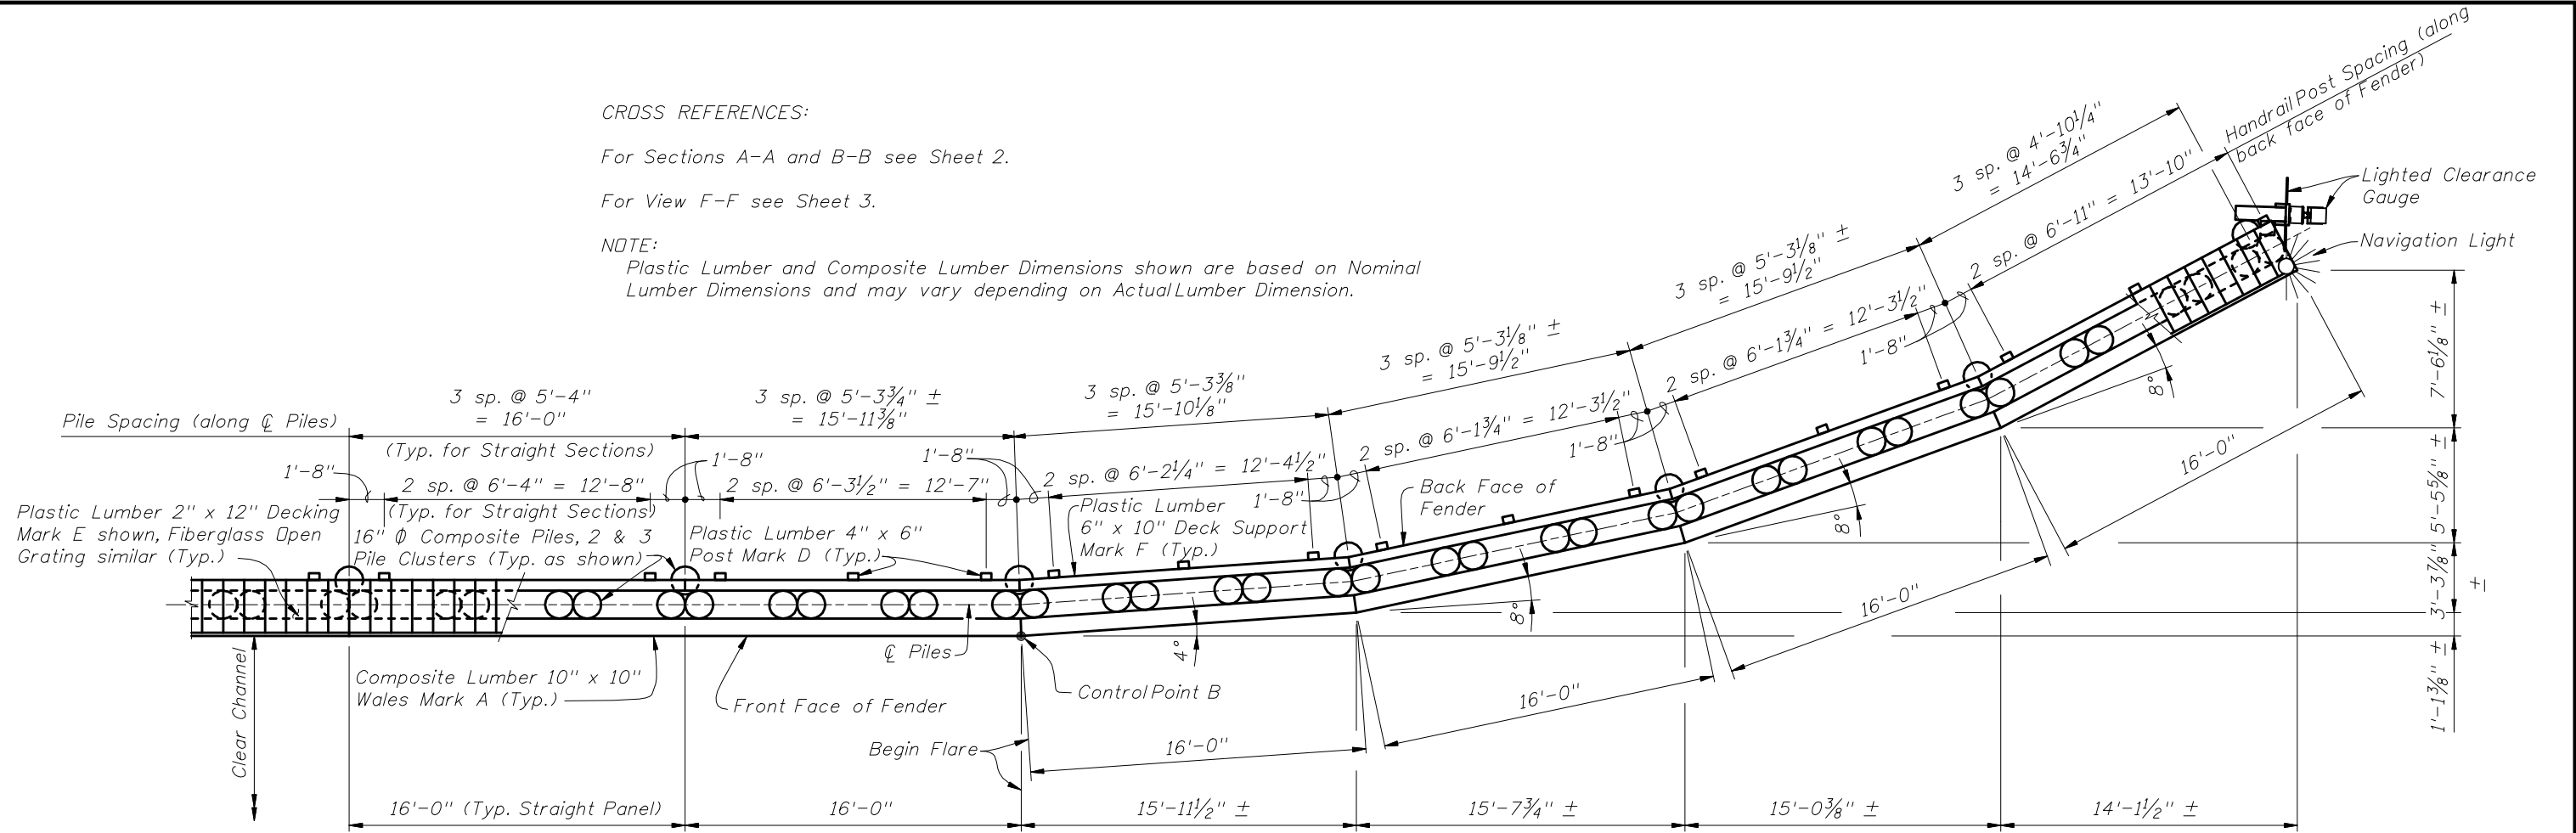 CROSS REFERENCES:
For Sections A-A and B-B see Sheet 2.
For View F-F see Sheet 3.
NOTE:
Plastic Lumber and Composite Lumber Dimensions shown are based on Nominal
Lumber Dimensions and may vary depending on Actual Lumber Dimension.
Handrail Post Spacing (along
back face of Fender)
3 sp. @ 4'-10¼"
= 14'-6¾"
2 sp. @ 6'-11" = 13'-10"
Lighted Clearance
Gauge
Navigation Light
3 sp. @ 5'-3⅛" ±
= 15'-9½"
2 sp. @ 6'-1¾" = 12'-3½"
1'-8"
3 sp. @ 5'-3⅛" ±
= 15'-9½"
2 sp. @ 6'-1¾" = 12'-3½"
1'-8"
3 sp. @ 5'-3⅜"
= 15'-10⅛"
2 sp. @ 6'-2¼" = 12'-4½"
1'-8"
3 sp. @ 5'-3¾" ±
= 15'-11⅜"
1'-8"
1'-8"
2 sp. @ 6'-3½" = 12'-7"
3 sp. @ 5'-4"
= 16'-0"
(Typ. for Straight Sections)
Pile Spacing (along ℄ Piles)
1'-8"
2 sp. @ 6'-4" = 12'-8"
(Typ. for Straight Sections)
Plastic Lumber 2" x 12" Decking
Mark E shown, Fiberglass Open
Grating similar (Typ.)
16" Φ Composite Piles, 2 & 3
Pile Clusters (Typ. as shown)
Plastic Lumber 4" x 6"
Post Mark D (Typ.)
Plastic Lumber
6" x 10" Deck Support
Mark F (Typ.)
Back Face of
Fender
8°
8°
8°
4°
℄ Piles
Control Point B
Composite Lumber 10" x 10"
Wales Mark A (Typ.)
Front Face of Fender
Clear Channel
Begin Flare
16'-0"
16'-0"
16'-0"
16'-0"
7'-6⅛" ±
5'-5⅝" ±
3'-3⅞"
±
1'-1⅜" ±
16'-0" (Typ. Straight Panel)
16'-0"
15'-11½" ±
15'-7¾" ±
15'-0⅜" ±
14'-1½" ±